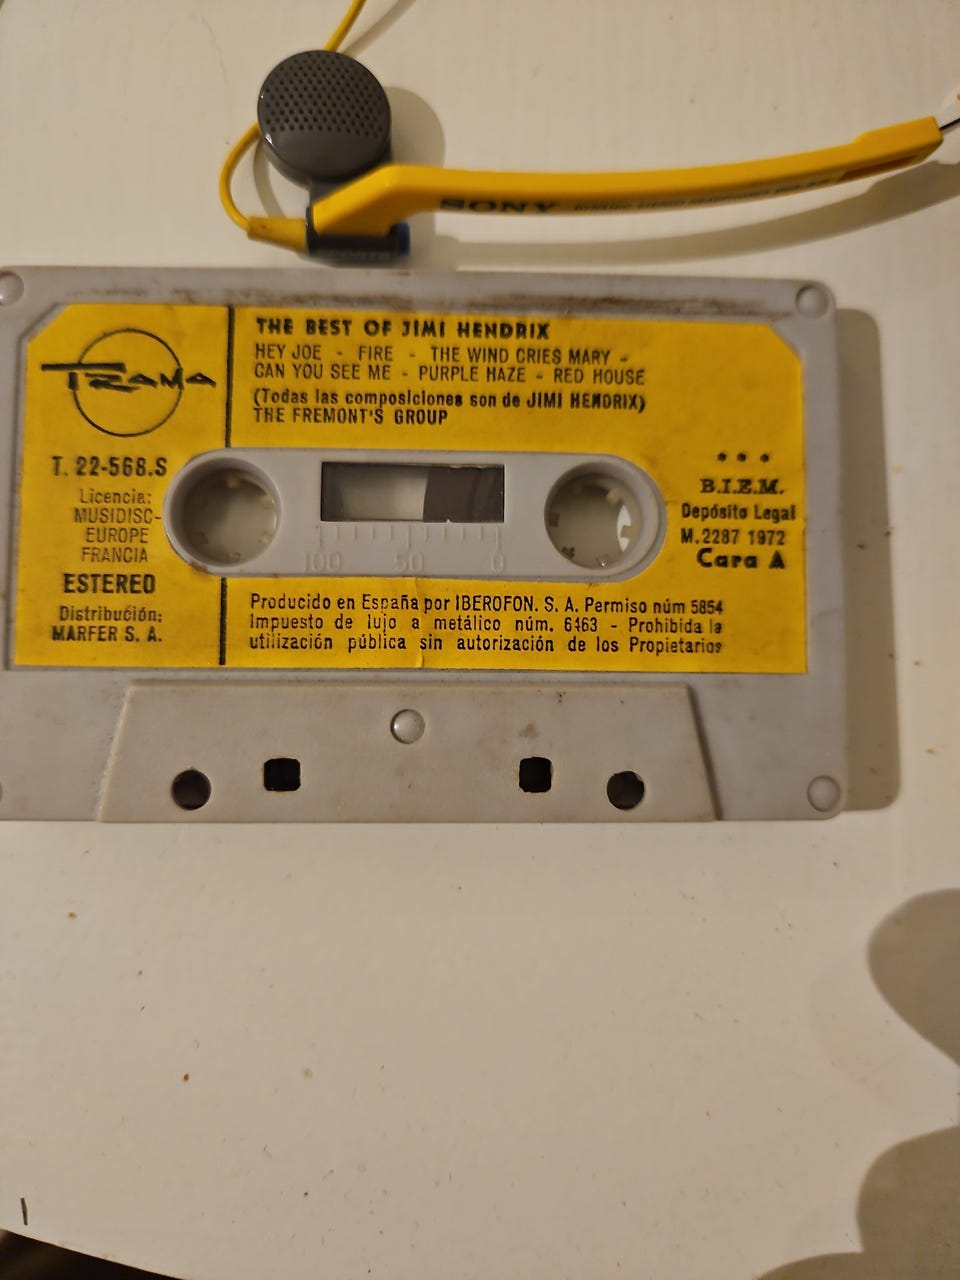 SONY
TRAMA
T. 22-568.S
Licencia:
MUSIDISC-
EUROPE
FRANCIA
ESTEREO
Distribución:
MARFER S. A.
THE BEST OF JIMI HENDRIX
HEY JOE - FIRE - THE WIND CRIES MARY -
CAN YOU SEE ME - PURPLE HAZE - RED HOUSE
(Todas las composiciones son de JIMI HENDRIX)
THE FREMONT'S GROUP
100 50 0
* * *
B.I.E.M.
Depósito Legal
M.2287 1972
Cara A
Producido en España por IBEROFON. S. A. Permiso núm 5854
Impuesto de lujo a metálico núm. 6463 - Prohibida la
utilización pública sin autorización de los Propietarios